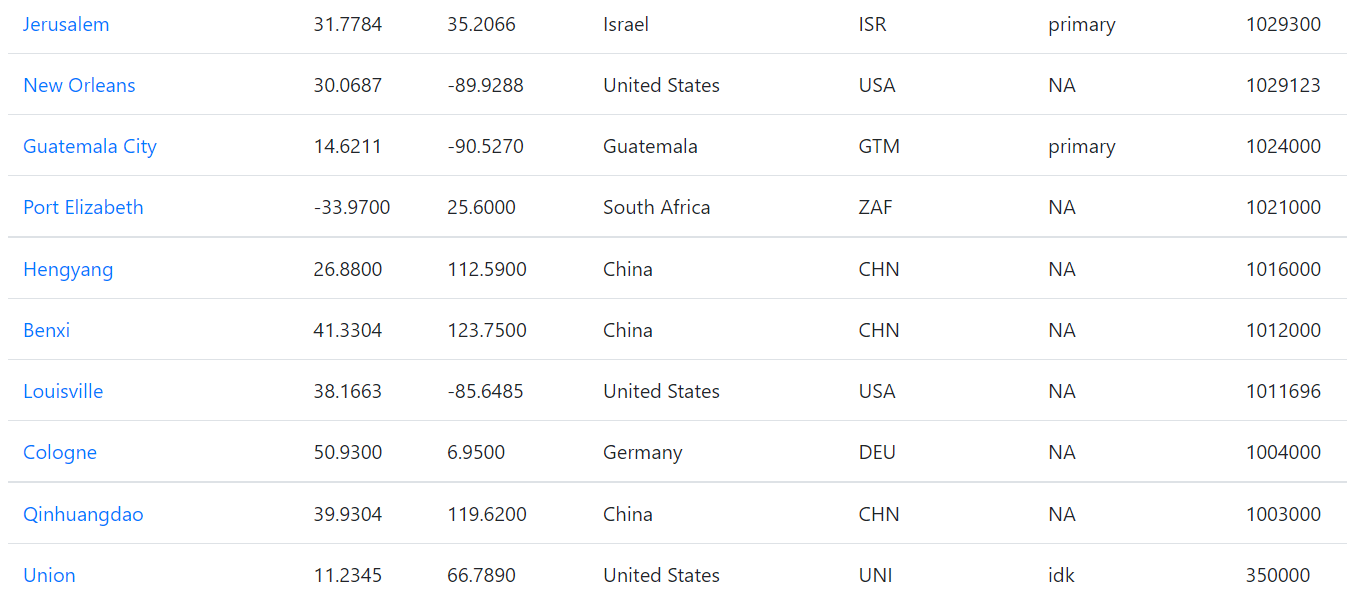 Jerusalem 31.7784 35.2066 Israel ISR primary 1029300
New Orleans 30.0687 -89.9288 United States USA NA 1029123
Guatemala City 14.6211 -90.5270 Guatemala GTM primary 1024000
Port Elizabeth -33.9700 25.6000 South Africa ZAF NA 1021000
Hengyang 26.8800 112.5900 China CHN NA 1016000
Benxi 41.3304 123.7500 China CHN NA 1012000
Louisville 38.1663 -85.6485 United States USA NA 1011696
Cologne 50.9300 6.9500 Germany DEU NA 1004000
Qinhuangdao 39.9304 119.6200 China CHN NA 1003000
Union 11.2345 66.7890 United States UNI idk 350000